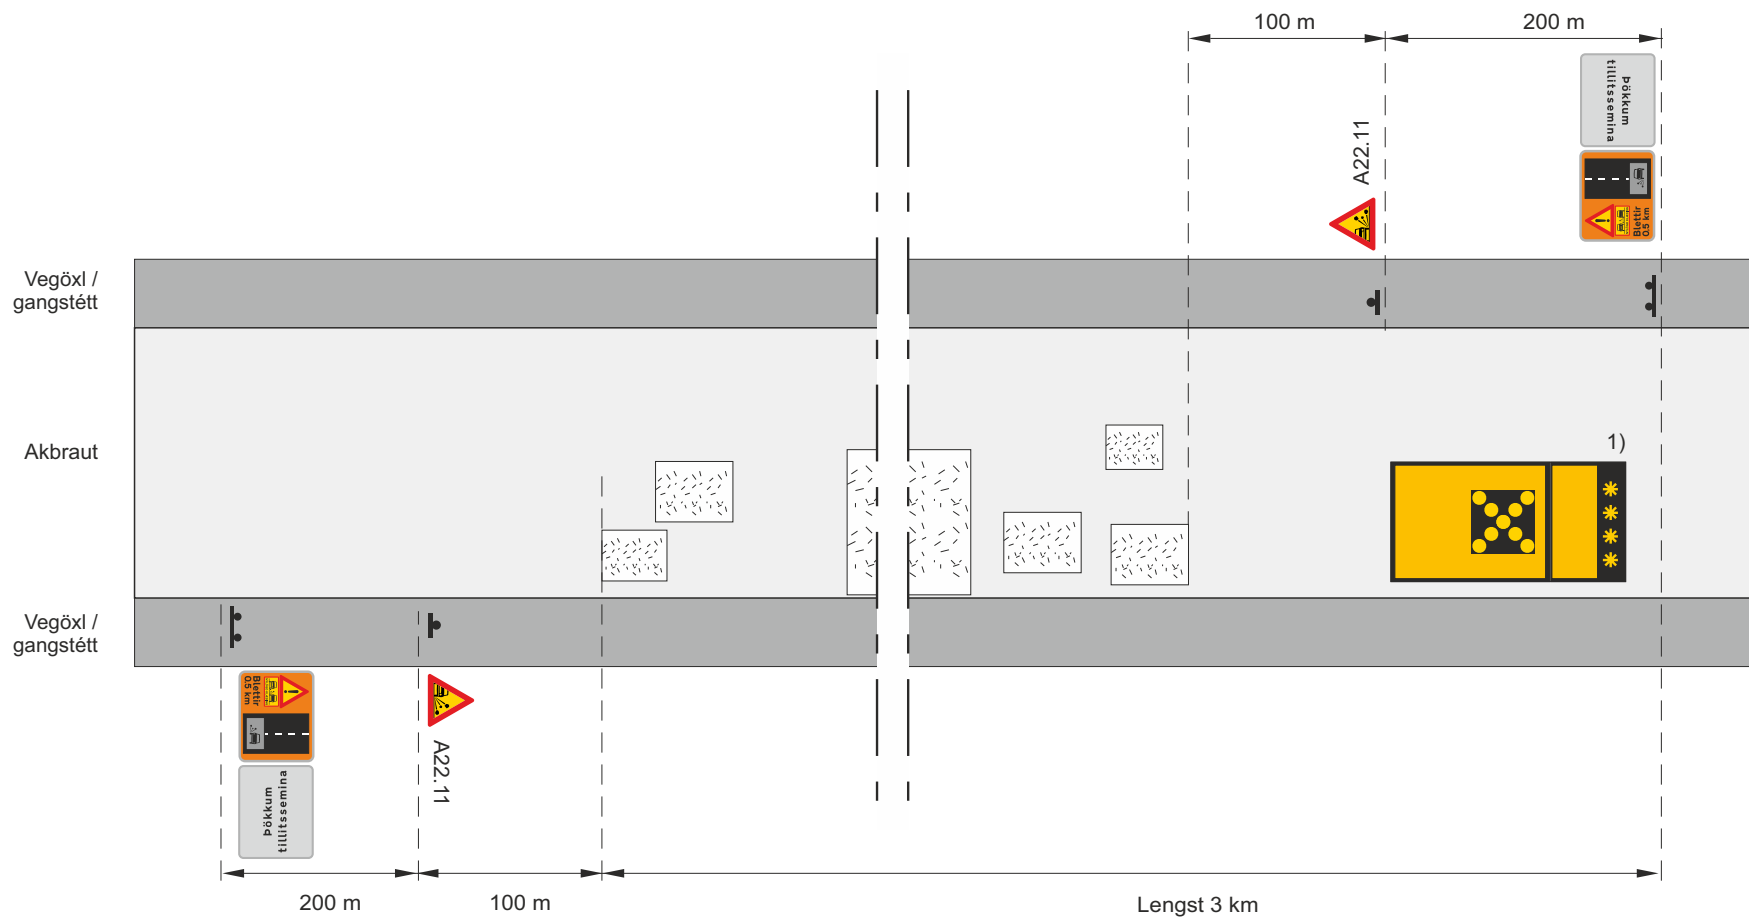 100 m
200 m
Þökkum
tillitssemina
A22.11
Blettir
0.5 km
Vegöxl /
gangstétt
Akbraut
1)
Vegöxl /
gangstétt
Blettir
0.5 km
A22.11
Þökkum
tillitssemina
200 m
100 m
Lengst 3 km